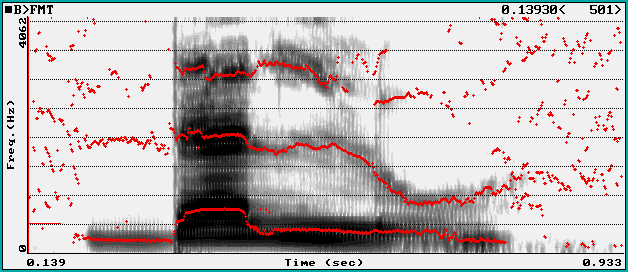 ■B>FMT 0.13930< 501>
4062
Freq.(Hz)
0
0.139 Time (sec) 0.933